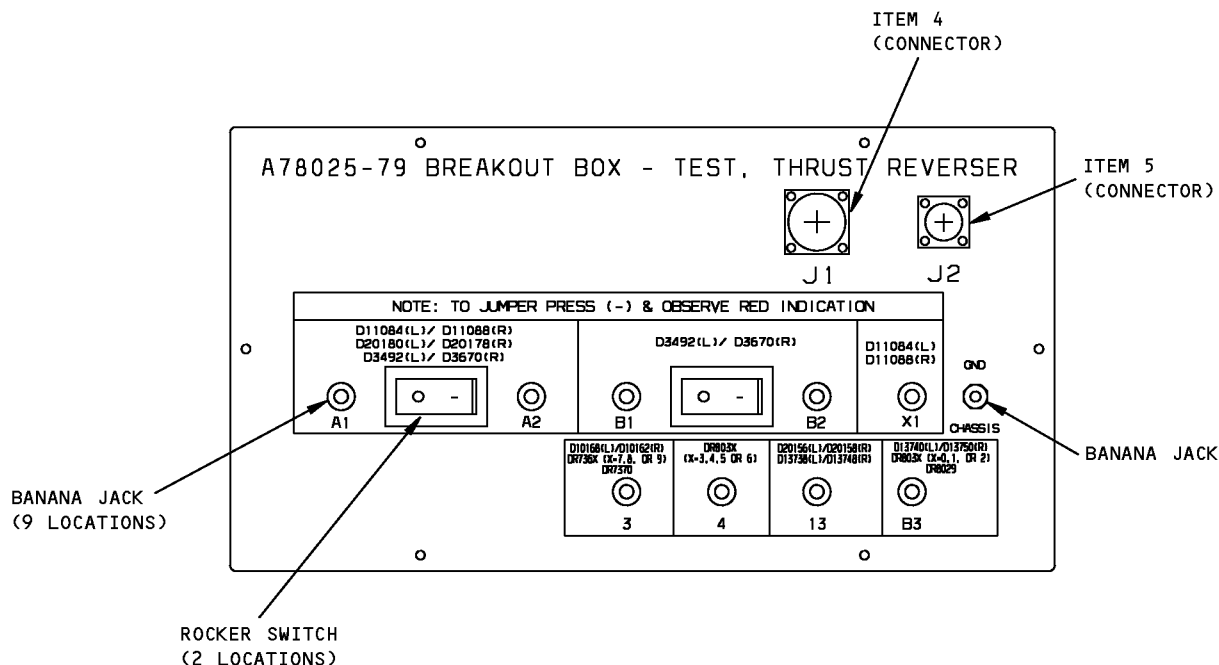 ITEM 4
(CONNECTOR)
A78025-79 BREAKOUT BOX - TEST, THRUST REVERSER
ITEM 5
(CONNECTOR)
J1
J2
NOTE: TO JUMPER PRESS (-) & OBSERVE RED INDICATION
D11084(L)/ D11088(R)
D20180(L)/ D20178(R)
D3492(L)/ D3670(R)
D3492(L)/ D3670(R)
D11084(L)
D11088(R)
GND
A1
A2
B1
B2
X1
CHASSIS
BANANA JACK
BANANA JACK
(9 LOCATIONS)
D10168(L)/D10162(R)
DR736X (X=7,8, OR 9)
DR7370
3
DR803X
(X=3,4,5 OR 6)
4
D20156(L)/D20158(R)
D13738(L)/D13748(R)
13
D13740(L)/D13750(R)
DR803X (X=0,1, OR 2)
DR8029
B3
ROCKER SWITCH
(2 LOCATIONS)